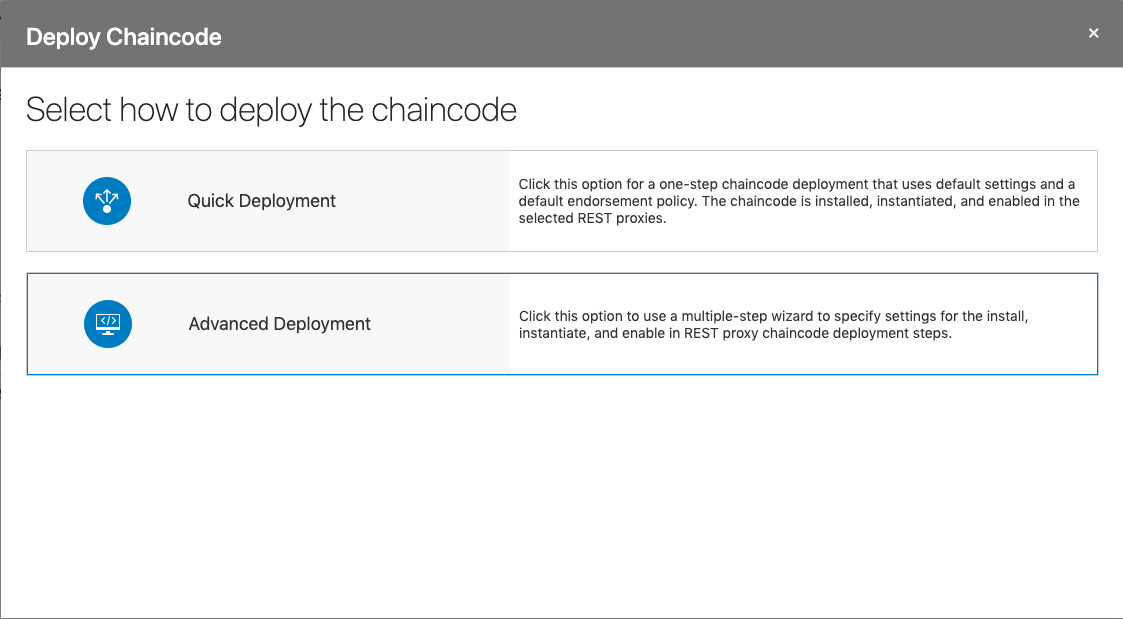 Deploy Chaincode
×
Select how to deploy the chaincode
Quick Deployment
Click this option for a one-step chaincode deployment that uses default settings and a
default endorsement policy. The chaincode is installed, instantiated, and enabled in the
selected REST proxies.
</>
Advanced Deployment
Click this option to use a multiple-step wizard to specify settings for the install,
instantiate, and enable in REST proxy chaincode deployment steps.